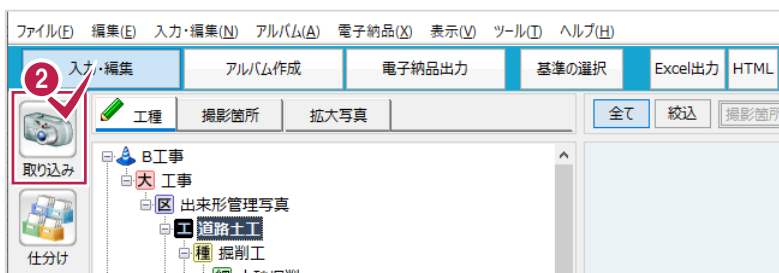 ファイル(F) 編集(E) 入力・編集(N) アルバム(A) 電子納品(X) 表示(V) ツール(T) ヘルプ(H)
入力・編集 アルバム作成 電子納品出力 基準の選択 Excel出力 HTML
2
工種 撮影箇所 拡大写真 全て 絞込 撮影箇所
取り込み
B工事
大 工事
区 出来形管理写真
工 道路土工
種 掘削工
仕分け